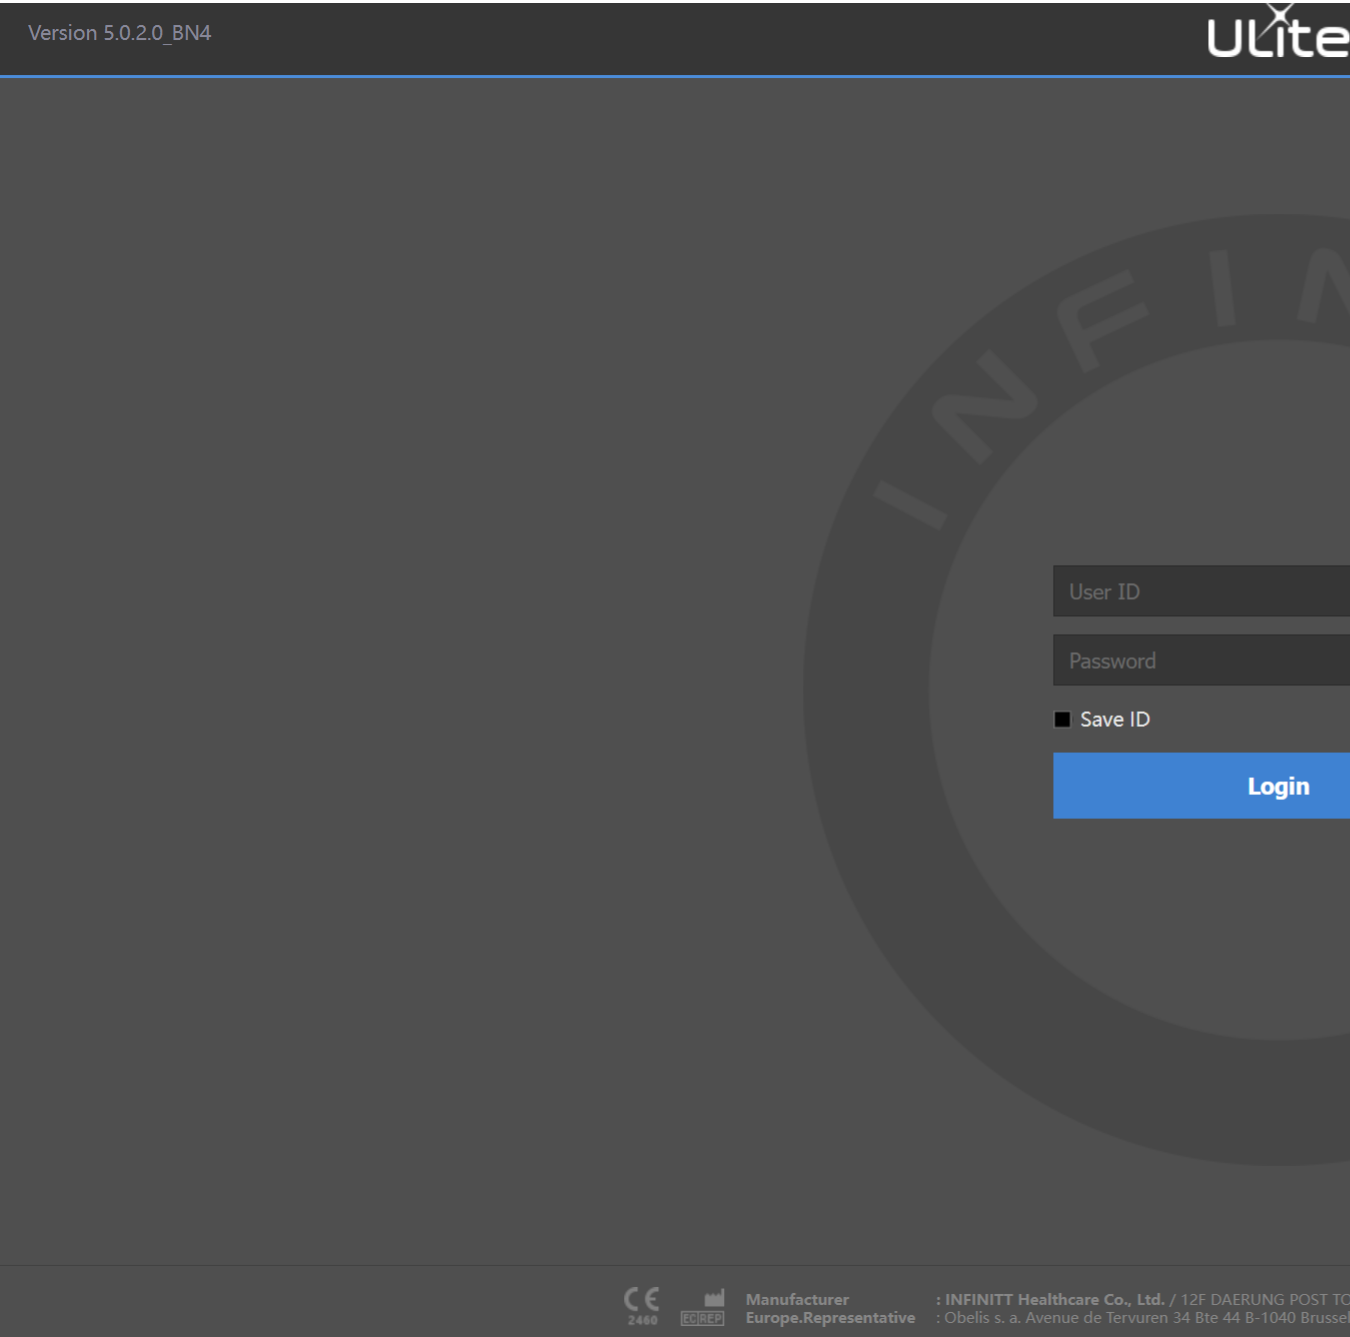 Version 5.0.2.0_BN4
ULite
INFIN
User ID
Password
Save ID
Login
CE 2460
EC REP
Manufacturer : INFINITT Healthcare Co., Ltd. / 12F DAERUNG POST TO
Europe.Representative : Obelis s. a. Avenue de Tervuren 34 Bte 44 B-1040 Brussel